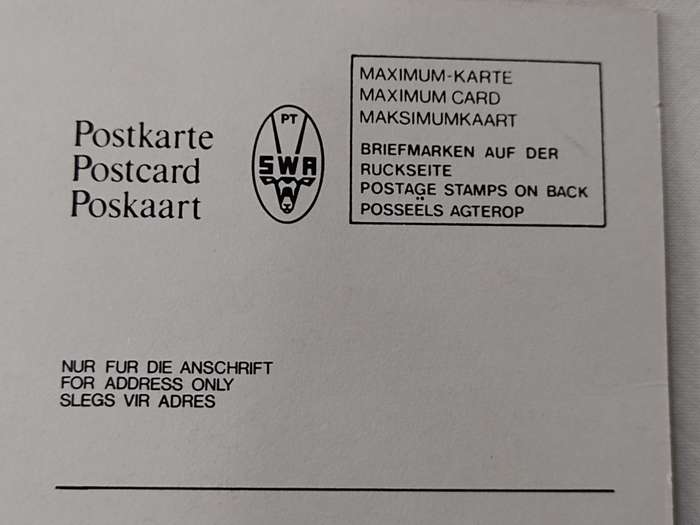 Postkarte
Postcard
Poskaart
PT
SWA
MAXIMUM-KARTE
MAXIMUM CARD
MAKSIMUMKAART
BRIEFMARKEN AUF DER
RUCKSEITE
POSTAGE STAMPS ON BACK
POSSEËLS AGTEROP
NUR FUR DIE ANSCHRIFT
FOR ADDRESS ONLY
SLEGS VIR ADRES